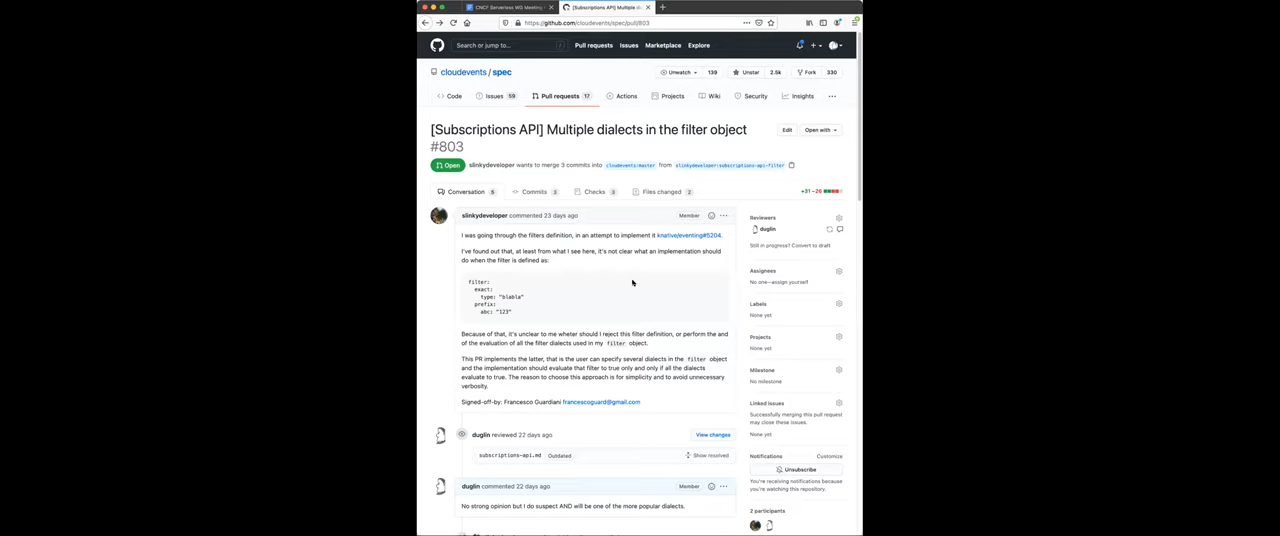 CNCF Serverless WG Meeting
[Subscriptions API] Multiple di
https://github.com/cloudevents/spec/pull/803
Search or jump to...
/
Pull requests Issues Marketplace Explore
cloudevents / spec
Unwatch 139 Unstar 2.5k Fork 330
Code Issues 59 Pull requests 17 Actions Projects Wiki Security Insights
[Subscriptions API] Multiple dialects in the filter object
#803
Edit Open with
Open slinkydeveloper wants to merge 3 commits into cloudevents:master from slinkydeveloper:subscriptions-api-filter
Conversation 5 Commits 3 Checks 3 Files changed 2 +31 −26
slinkydeveloper commented 23 days ago Member
I was going through the filters definition, in an attempt to implement it knative/eventing#5204.
I've found out that, at least from what I see here, it's not clear what an implementation should
do when the filter is defined as:
filter:
exact:
type: "blabla"
prefix:
abc: "123"
Because of that, it's unclear to me wheter should I reject this filter definition, or perform the and
of the evaluation of all the filter dialects used in my filter object.
This PR implements the latter, that is the user can specify several dialects in the filter object
and the implementation should evaluate that filter to true only and only if all the dialects
evaluate to true. The reason to choose this approach is for simplicity and to avoid unnecessary
verbosity.
Signed-off-by: Francesco Guardiani francescoguard@gmail.com
duglin reviewed 22 days ago View changes
subscriptions-api.md Outdated Show resolved
duglin commented 22 days ago Member
No strong opinion but I do suspect AND will be one of the more popular dialects.
Reviewers
duglin
Still in progress? Convert to draft
Assignees
No one—assign yourself
Labels
None yet
Projects
None yet
Milestone
No milestone
Linked issues
Successfully merging this pull request
may close these issues.
None yet
Notifications Customize
Unsubscribe
You're receiving notifications because
you're watching this repository.
2 participants